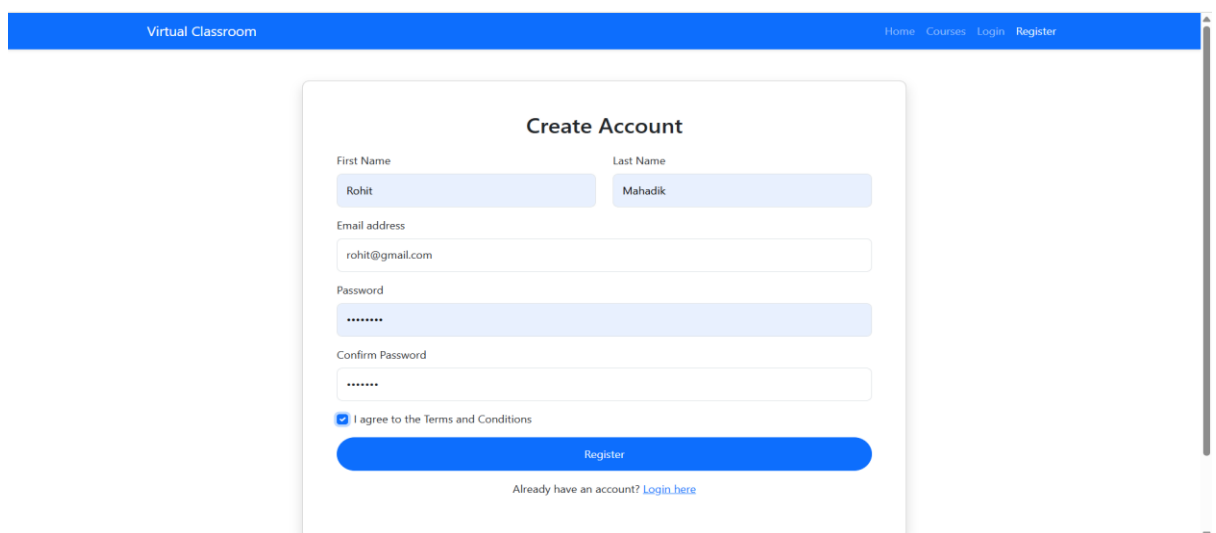 Virtual Classroom Home Courses Login Register
Create Account
First Name Last Name
Rohit Mahadik
Email address
rohit@gmail.com
Password
••••••••
Confirm Password
•••••••
I agree to the Terms and Conditions
Register
Already have an account? Login here